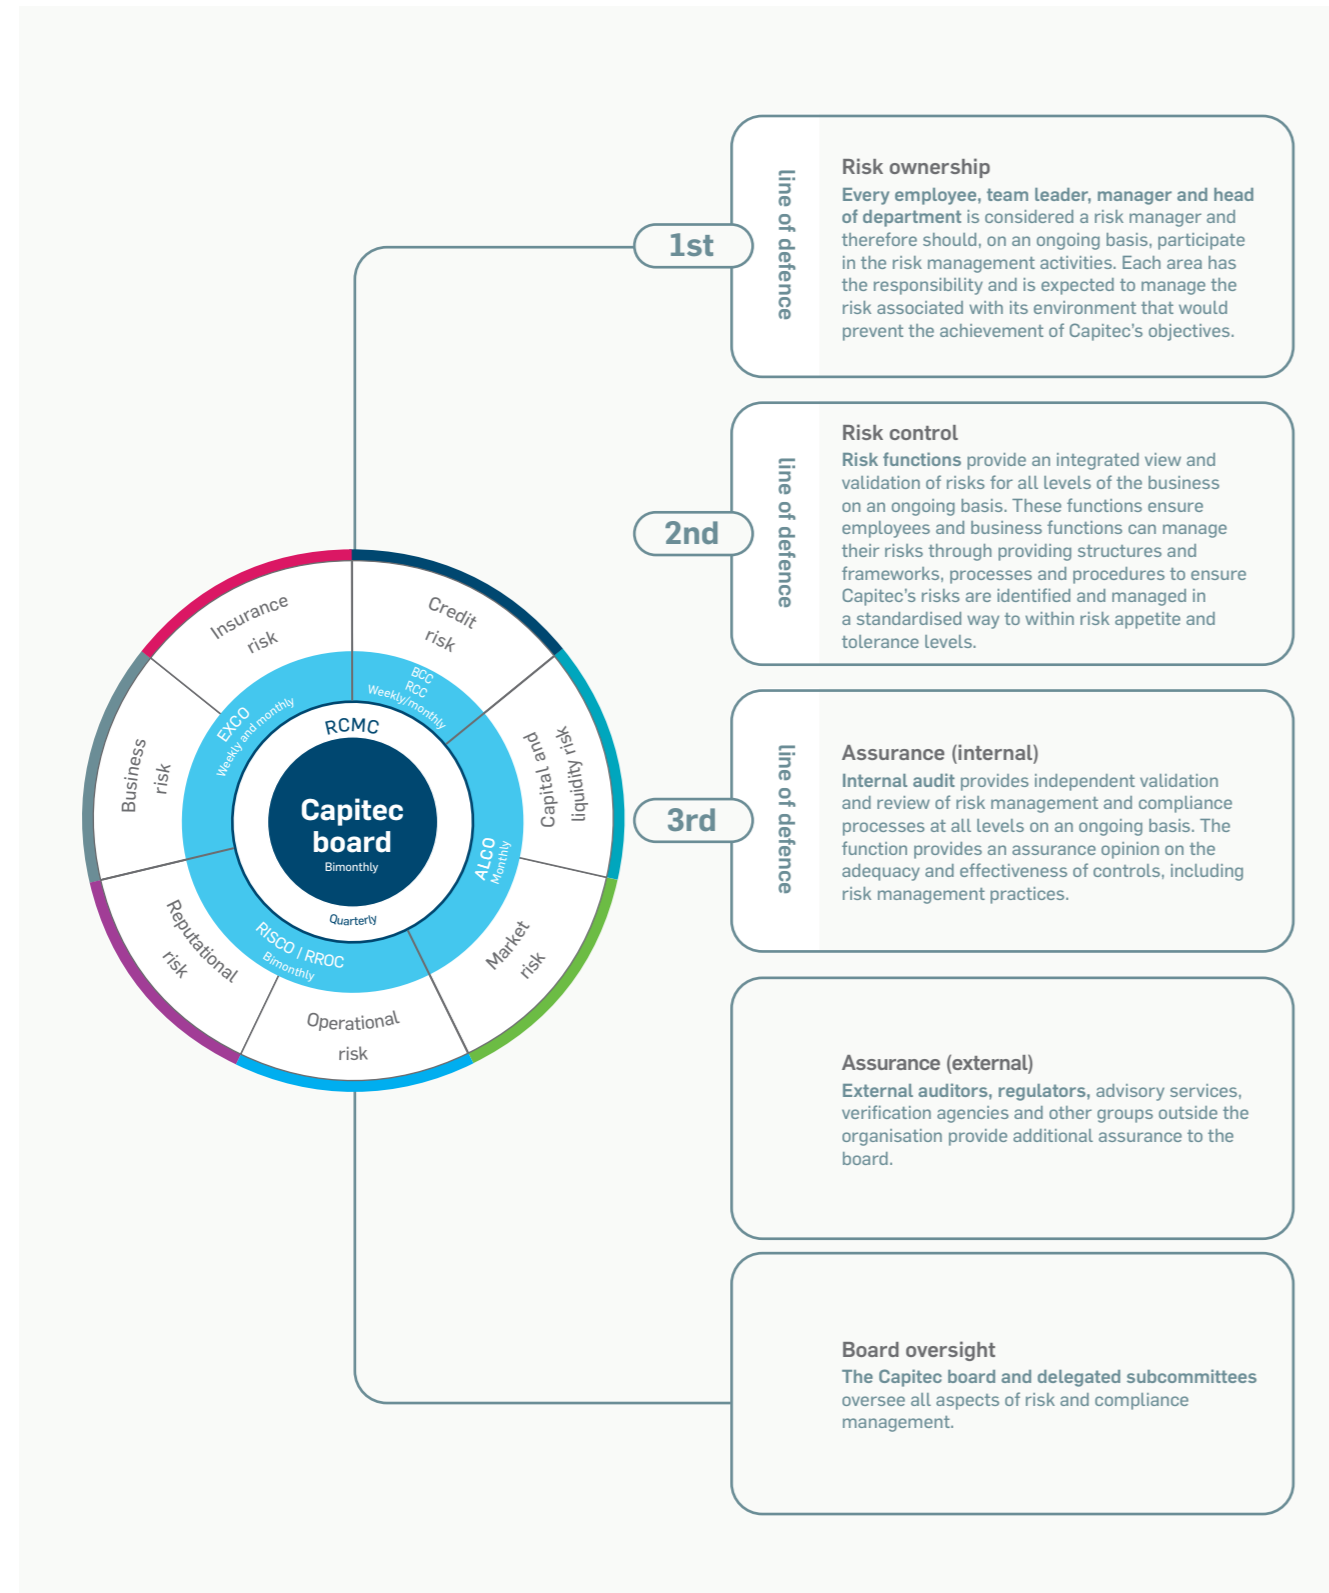 1st
line of defence
Risk ownership
Every employee, team leader, manager and head
of department is considered a risk manager and
therefore should, on an ongoing basis, participate
in the risk management activities. Each area has
the responsibility and is expected to manage the
risk associated with its environment that would
prevent the achievement of Capitec's objectives.
2nd
line of defence
Risk control
Risk functions provide an integrated view and
validation of risks for all levels of the business
on an ongoing basis. These functions ensure
employees and business functions can manage
their risks through providing structures and
frameworks, processes and procedures to ensure
Capitec's risks are identified and managed in
a standardised way to within risk appetite and
tolerance levels.
Insurance
risk
Credit
risk
Capital and
liquidity risk
Market
risk
Operational
risk
Reputational
risk
Business
risk
EXCO
Weekly and monthly
BCC
RCC
Weekly/monthly
ALCO
Monthly
RISCO | RROC
Bimonthly
RCMC
Quarterly
Capitec
board
Bimonthly
3rd
line of defence
Assurance (internal)
Internal audit provides independent validation
and review of risk management and compliance
processes at all levels on an ongoing basis. The
function provides an assurance opinion on the
adequacy and effectiveness of controls, including
risk management practices.
Assurance (external)
External auditors, regulators, advisory services,
verification agencies and other groups outside the
organisation provide additional assurance to the
board.
Board oversight
The Capitec board and delegated subcommittees
oversee all aspects of risk and compliance
management.